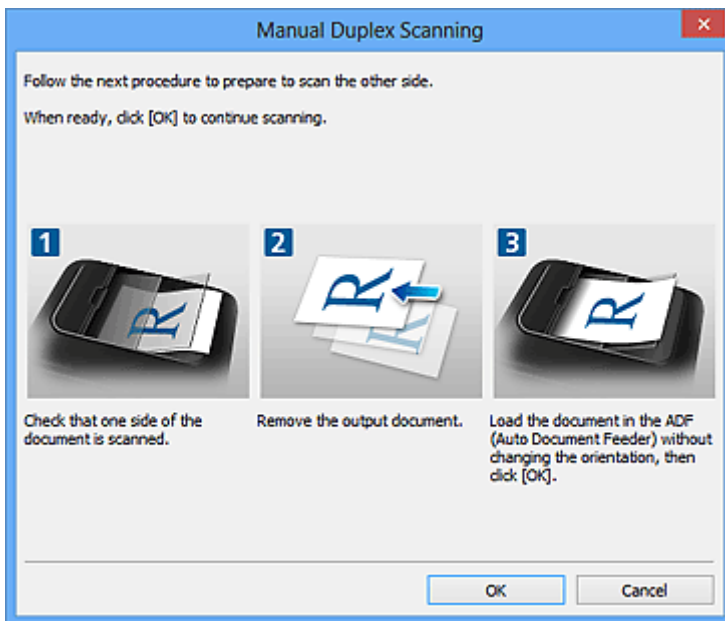 Manual Duplex Scanning
Follow the next procedure to prepare to scan the other side.
When ready, click [OK] to continue scanning.
1
R
Check that one side of the
document is scanned.
2
R
R
Remove the output document.
3
R
Load the document in the ADF
(Auto Document Feeder) without
changing the orientation, then
click [OK].
OK
Cancel